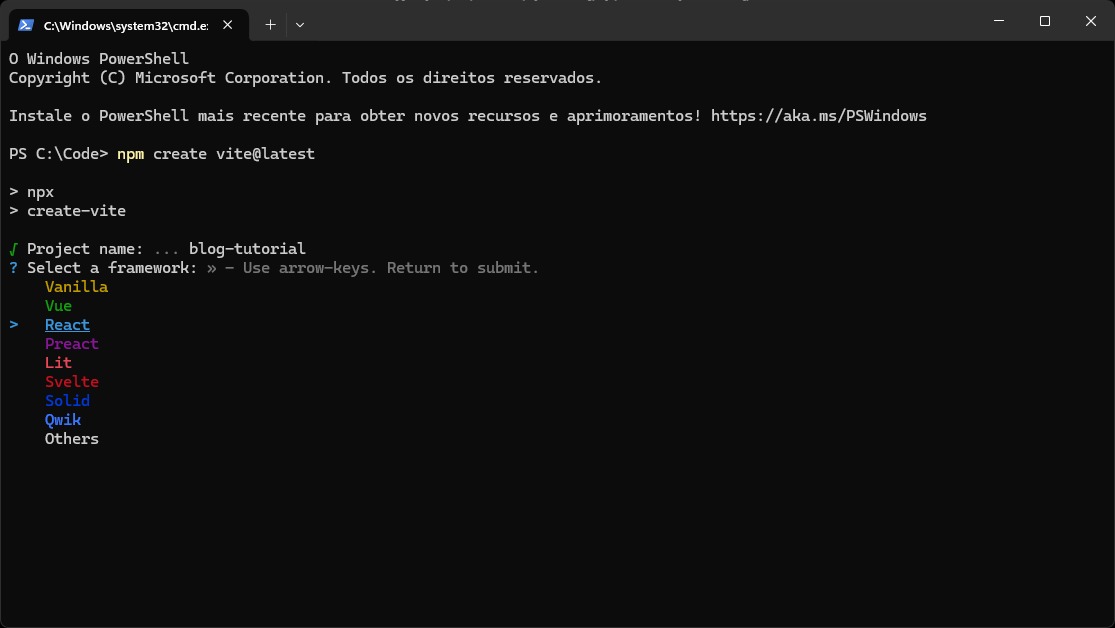 C:\Windows\system32\cmd.e:
O Windows PowerShell
Copyright (C) Microsoft Corporation. Todos os direitos reservados.
Instale o PowerShell mais recente para obter novos recursos e aprimoramentos! https://aka.ms/PSWindows
PS C:\Code> npm create vite@latest
> npx
> create-vite
√ Project name: ... blog-tutorial
? Select a framework: » - Use arrow-keys. Return to submit.
Vanilla
Vue
> React
Preact
Lit
Svelte
Solid
Qwik
Others